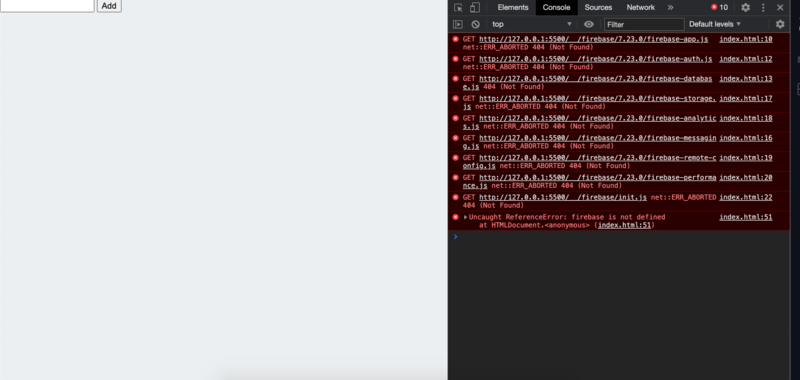 Add
Elements Console Sources Network » 10
top Filter Default levels
GET http://127.0.0.1:5500/__/firebase/7.23.0/firebase-app.js index.html:10
net::ERR_ABORTED 404 (Not Found)
GET http://127.0.0.1:5500/__/firebase/7.23.0/firebase-auth.js index.html:12
net::ERR_ABORTED 404 (Not Found)
GET http://127.0.0.1:5500/__/firebase/7.23.0/firebase-databas index.html:13
e.js 404 (Not Found)
GET http://127.0.0.1:5500/__/firebase/7.23.0/firebase-storage. index.html:17
js net::ERR_ABORTED 404 (Not Found)
GET http://127.0.0.1:5500/__/firebase/7.23.0/firebase-analytic index.html:18
s.js net::ERR_ABORTED 404 (Not Found)
GET http://127.0.0.1:5500/__/firebase/7.23.0/firebase-messagin index.html:16
g.js net::ERR_ABORTED 404 (Not Found)
GET http://127.0.0.1:5500/__/firebase/7.23.0/firebase-remote-c index.html:19
onfig.js net::ERR_ABORTED 404 (Not Found)
GET http://127.0.0.1:5500/__/firebase/7.23.0/firebase-performa index.html:20
nce.js net::ERR_ABORTED 404 (Not Found)
GET http://127.0.0.1:5500/__/firebase/init.js net::ERR_ABORTED index.html:22
404 (Not Found)
Uncaught ReferenceError: firebase is not defined index.html:51
at HTMLDocument.<anonymous> (index.html:51)